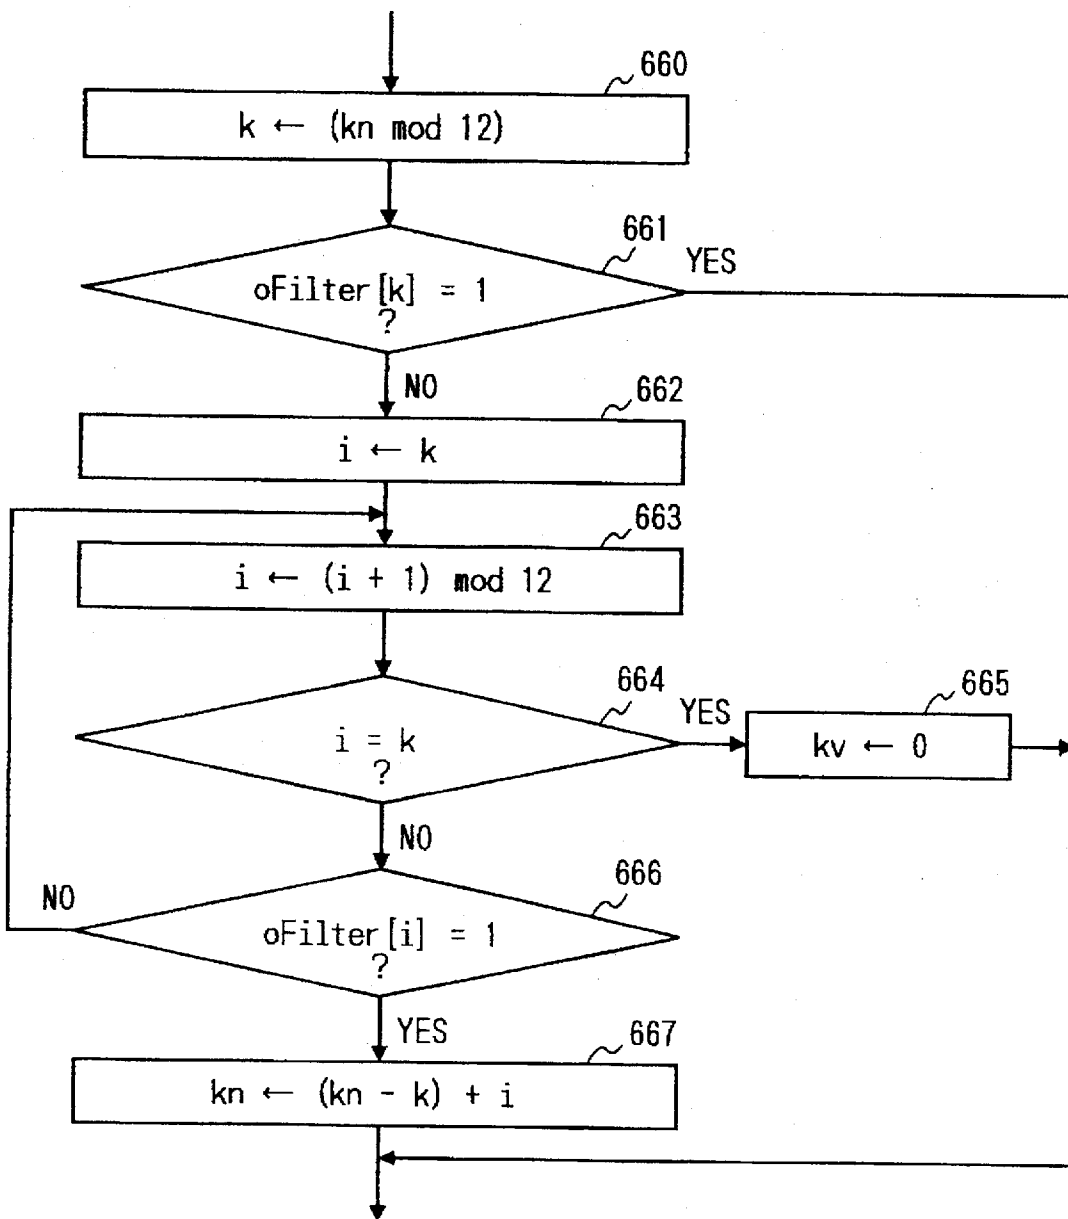 660
k ← (kn mod 12)
661
YES
oFilter[k] = 1
?
NO
662
i ← k
663
i ← (i + 1) mod 12
664
YES
665
i = k
?
kv ← 0
NO
666
NO
oFilter[i] = 1
?
YES
667
kn ← (kn - k) + i